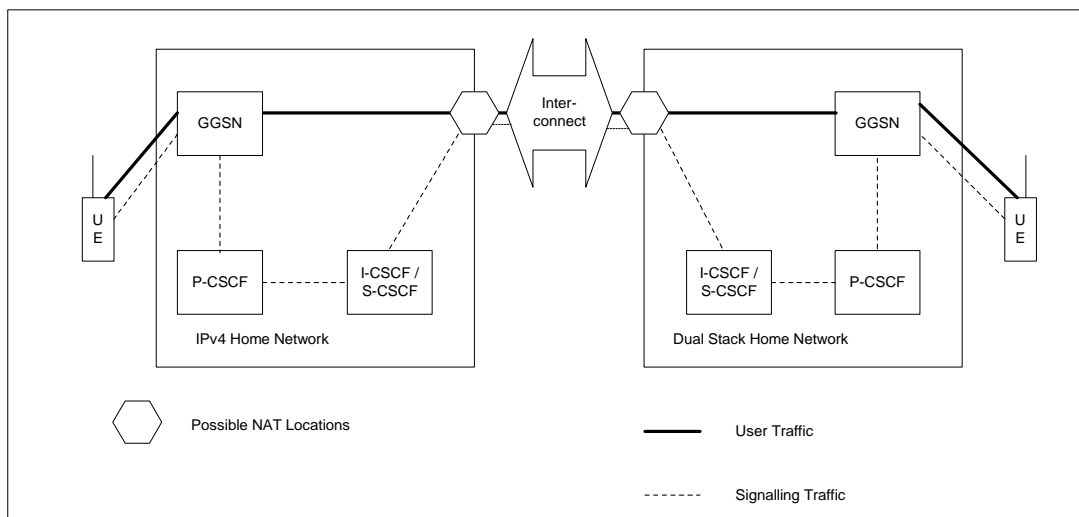 Inter-
connect
GGSN
GGSN
U
E
U
E
P-CSCF
I-CSCF /
S-CSCF
I-CSCF /
S-CSCF
P-CSCF
IPv4 Home Network
Dual Stack Home Network
Possible NAT Locations
User Traffic
Signalling Traffic